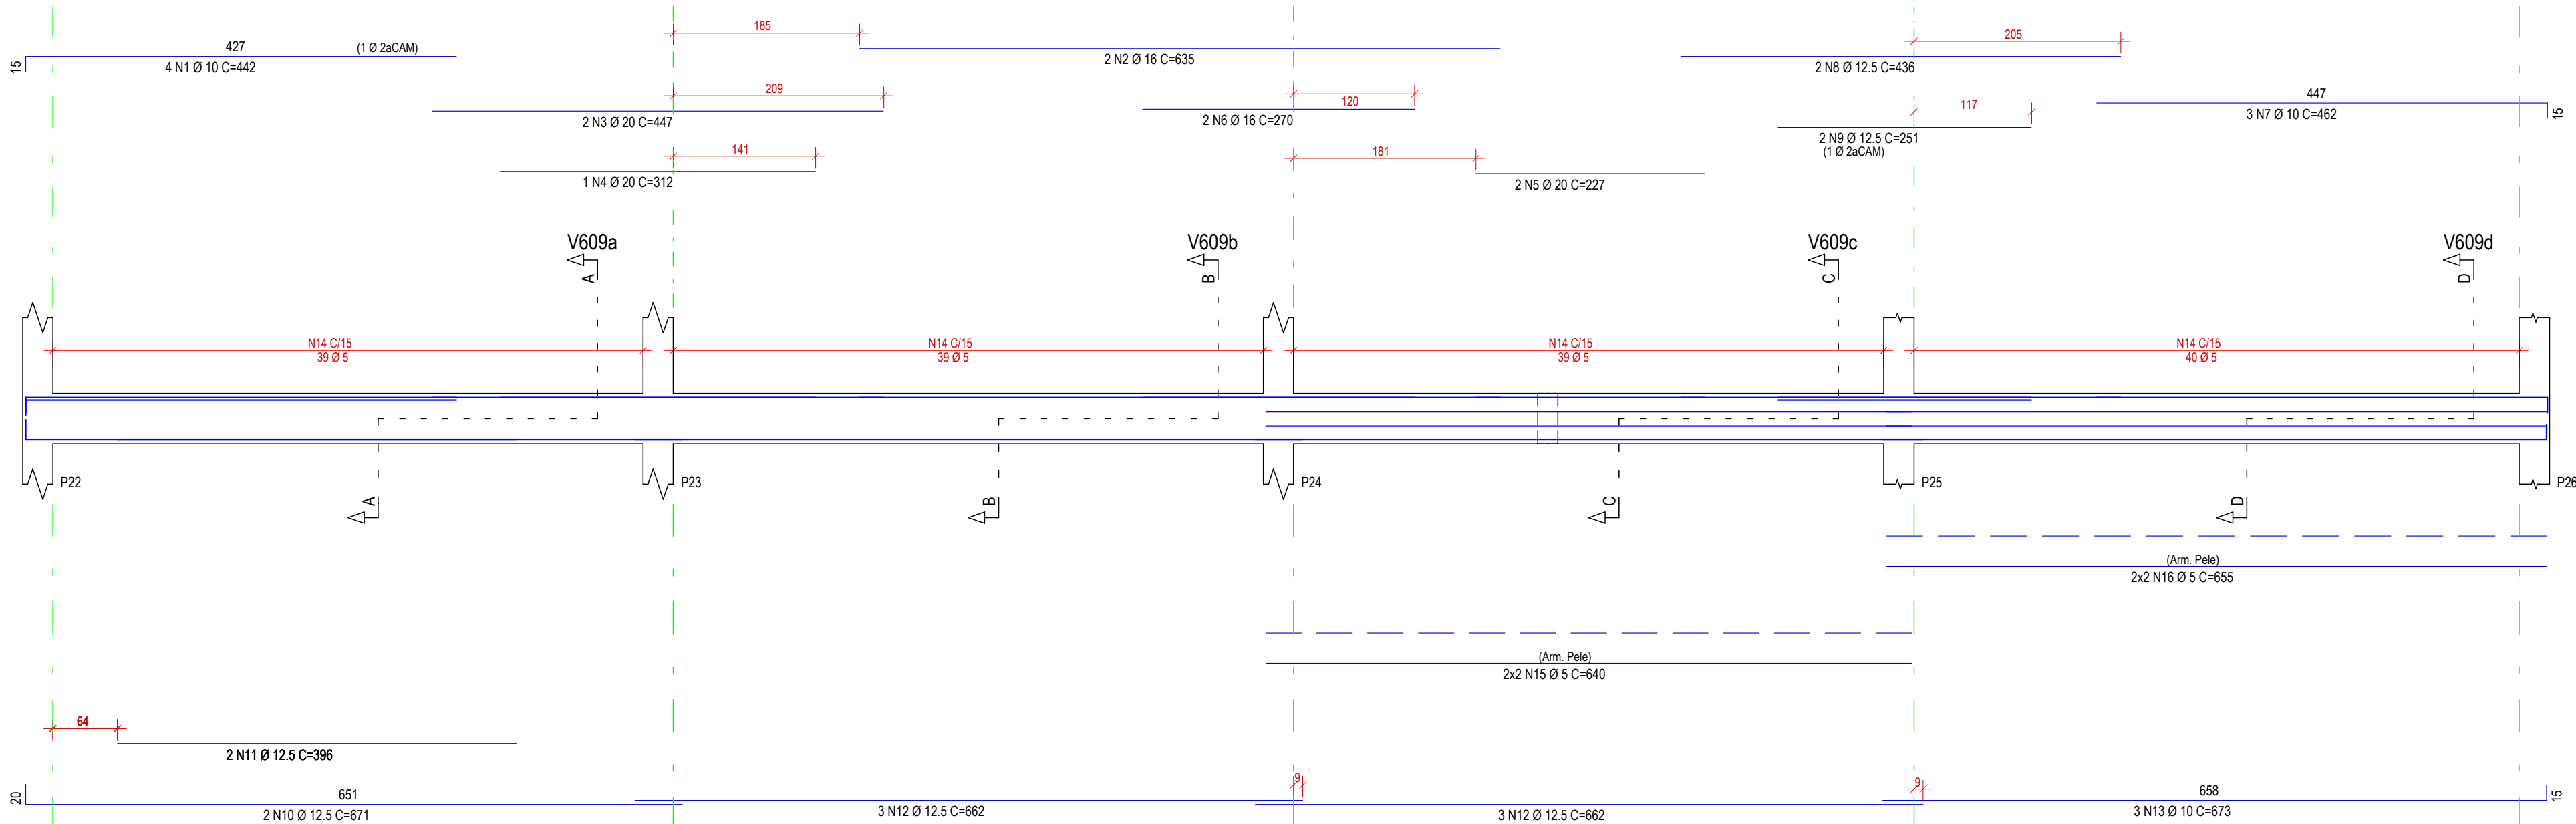 185
427
(1 Ø 2aCAM)
15
4 N1 Ø 10 C=442
2 N2 Ø 16 C=635
205
2 N8 Ø 12.5 C=436
209
2 N3 Ø 20 C=447
120
2 N6 Ø 16 C=270
117
2 N9 Ø 12.5 C=251
(1 Ø 2aCAM)
447
3 N7 Ø 10 C=462
15
141
1 N4 Ø 20 C=312
181
2 N5 Ø 20 C=227
V609a
V609b
V609c
V609d
A
B
C
D
N14 C/15
39 Ø 5
N14 C/15
39 Ø 5
N14 C/15
39 Ø 5
N14 C/15
40 Ø 5
P22
P23
P24
P25
P26
A
B
C
D
(Arm. Pele)
2x2 N16 Ø 5 C=655
(Arm. Pele)
2x2 N15 Ø 5 C=640
64
2 N11 Ø 12.5 C=396
20
651
2 N10 Ø 12.5 C=671
3 N12 Ø 12.5 C=662
9
3 N12 Ø 12.5 C=662
9
658
3 N13 Ø 10 C=673
15